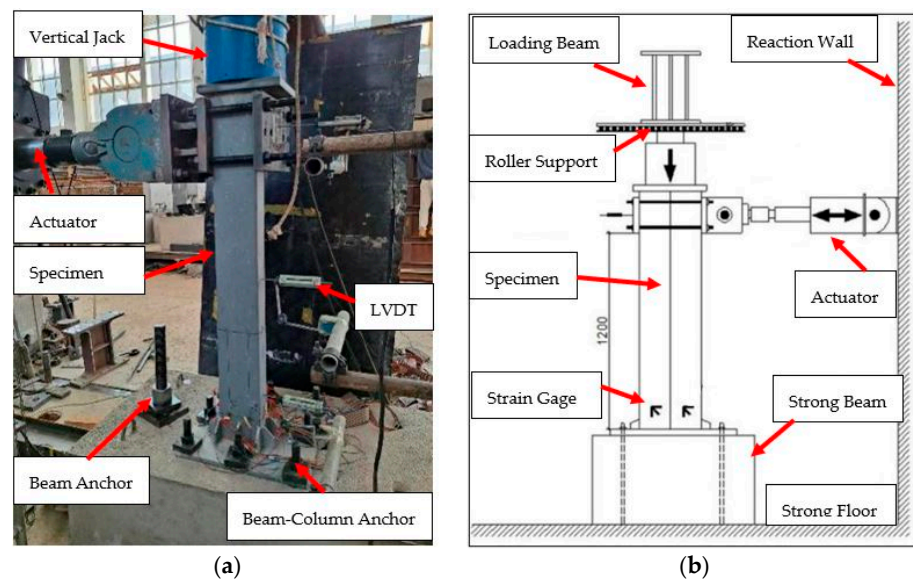 Vertical Jack
Actuator
Specimen
LVDT
Beam Anchor
Beam-Column Anchor
(a)
Loading Beam
Reaction Wall
Roller Support
Specimen
Actuator
1200
Strain Gage
Strong Beam
Strong Floor
(b)